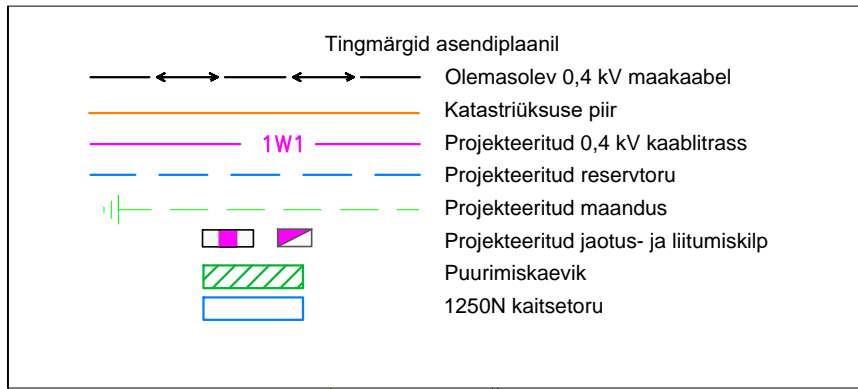 Tingmärgid asendiplaanil
Olemasolev 0,4 kV maakaabel
Katastriüksuse piir
1W1 Projekteeritud 0,4 kV kaablitrass
Projekteeritud reservtoru
Projekteeritud maandus
Projekteeritud jaotus- ja liitumiskilp
Puurimiskaevik
1250N kaitsetoru